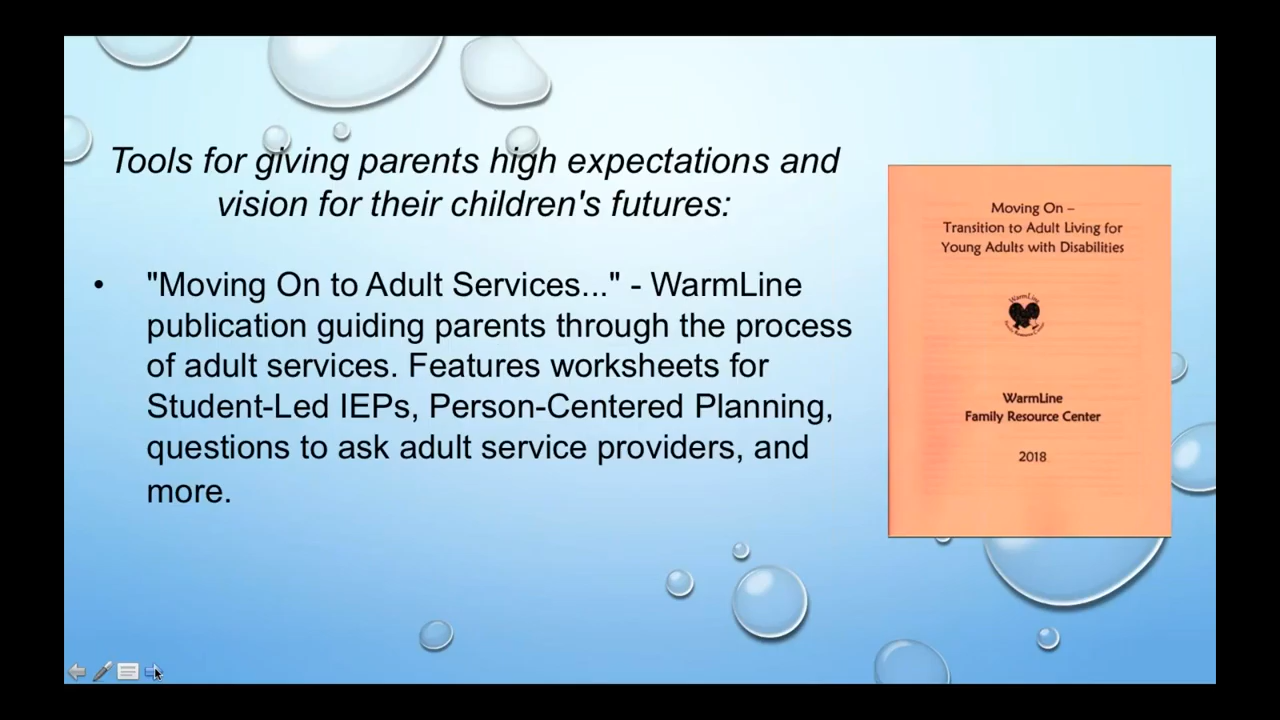 Tools for giving parents high expectations and
vision for their children's futures:
• "Moving On to Adult Services..." - WarmLine
publication guiding parents through the process
of adult services. Features worksheets for
Student-Led IEPs, Person-Centered Planning,
questions to ask adult service providers, and
more.
Moving On –
Transition to Adult Living for
Young Adults with Disabilities
WarmLine
WarmLine
Family Resource Center
2018